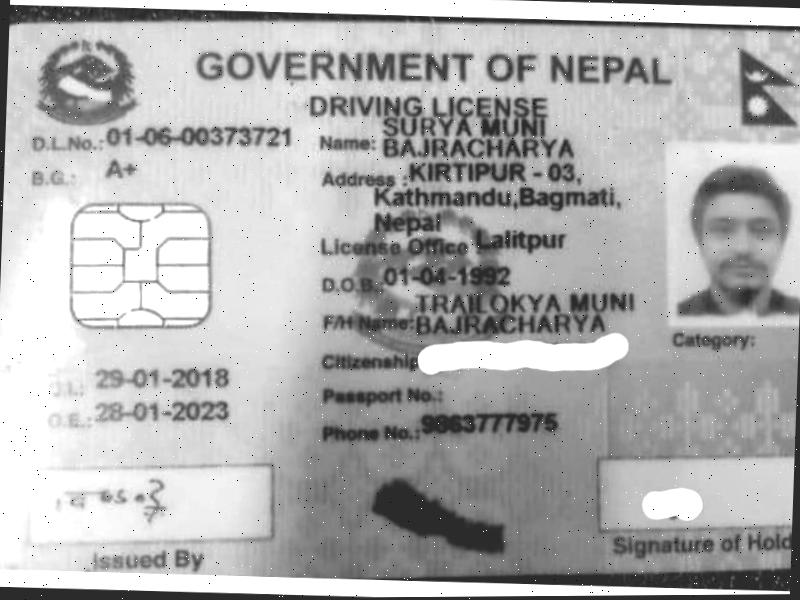 GOVERNMENT OF NEPAL
DRIVING LICENSE
D.L.No.: 01-06-00373721
B.G.: A+
Name: SURYA MUNI
BAJRACHARYA
Address : KIRTIPUR - 03,
Kathmandu,Bagmati,
Nepal
License Office Lalitpur
D.O.B.: 01-04-1992
F/H Name: TRAILOKYA MUNI
BAJRACHARYA
Citizenship
Passport No.:
Phone No.: 9863777975
Category:
D.I.: 29-01-2018
D.O.E.: 28-01-2023
Issued By
Signature of Hold